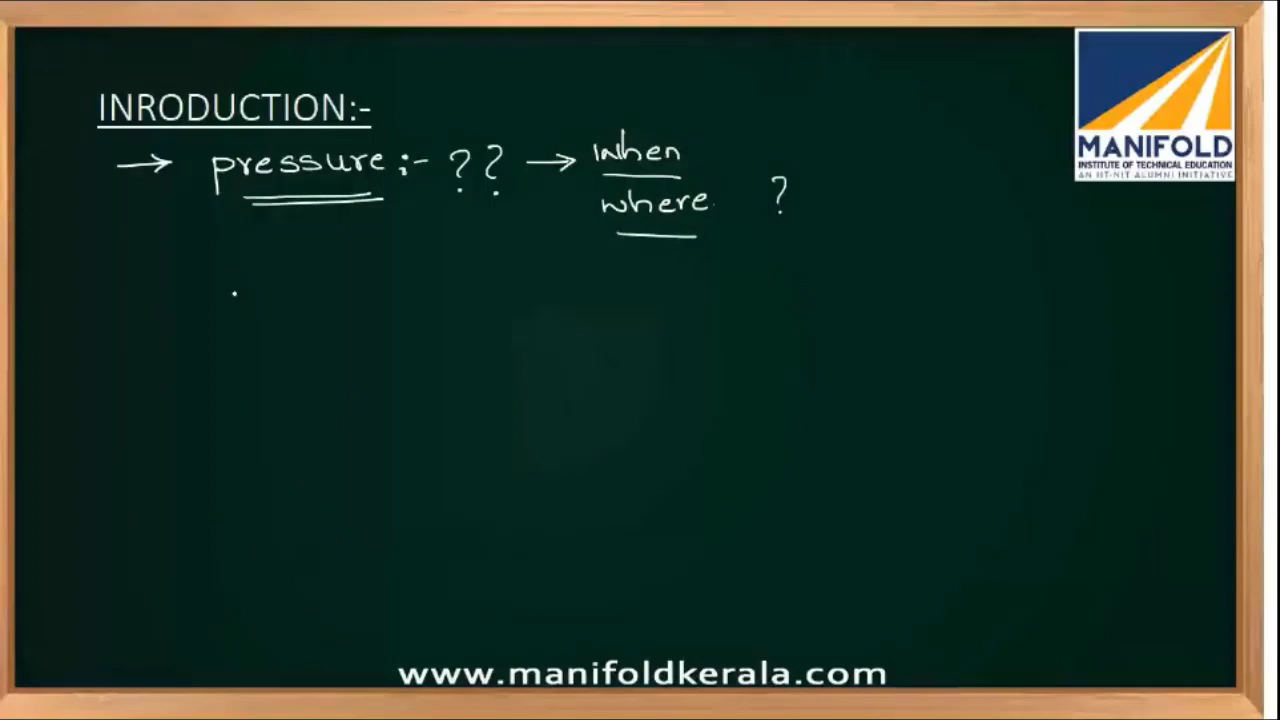 INRODUCTION:-
→ pressure:- ?? → When
where ?
MANIFOLD
INSTITUTE OF TECHNICAL EDUCATION
AN IIT-NIT ALUMNI INITIATIVE
www.manifoldkerala.com